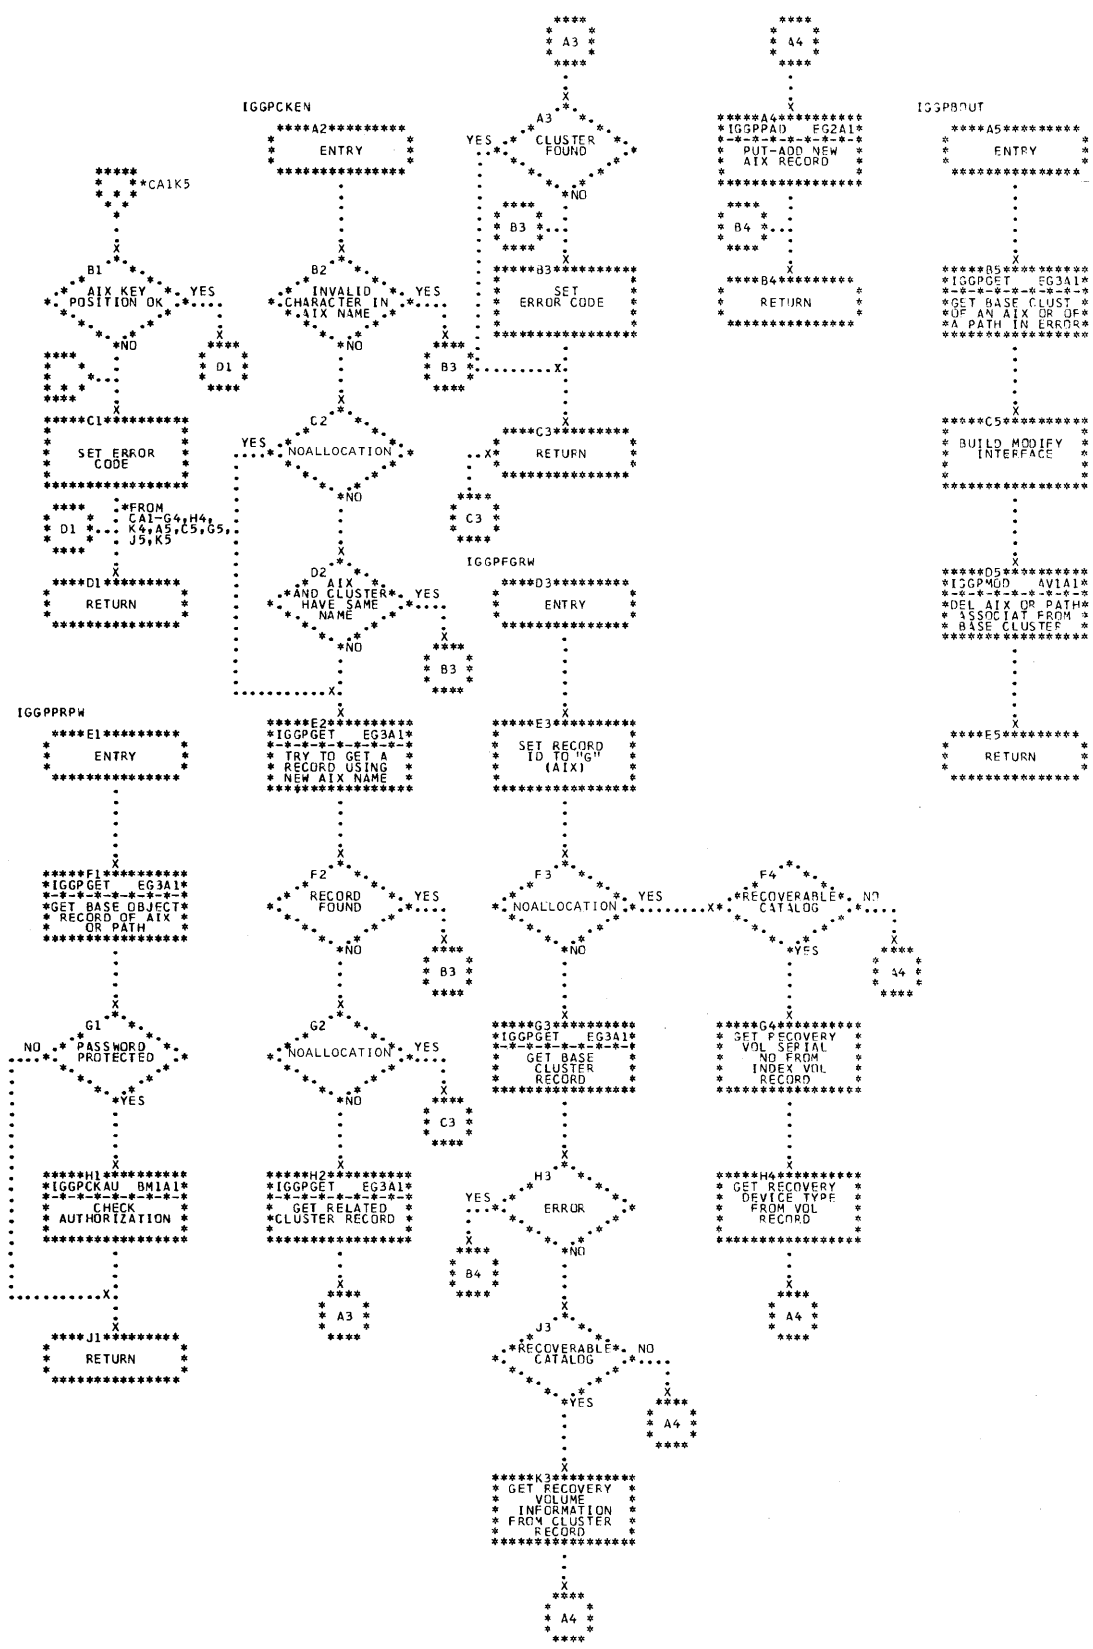 *CA1K5
B1
AIX KEY
POSITION OK
YES
D1
NO
C1
SET ERROR
CODE
D1
*FROM
CA1-G4,H4,
K4,A5,C5,G5,
J5,K5
D1
RETURN
IGGPPRPW
E1
ENTRY
F1
IGGPGET EG3A1
GET BASE OBJECT
RECORD OF AIX
OR PATH
G1
NO
PASSWORD
PROTECTED
YES
H1
IGGPCKAU BM1A1
CHECK
AUTHORIZATION
J1
RETURN
IGGPCKEN
A2
ENTRY
B2
INVALID
CHARACTER IN
AIX NAME
YES
B3
NO
C2
YES
NOALLOCATION
NO
D2
AIX
AND CLUSTER
HAVE SAME
NAME
YES
B3
NO
E2
IGGPGET EG3A1
TRY TO GET A
RECORD USING
NEW AIX NAME
F2
RECORD
FOUND
YES
B3
NO
G2
NOALLOCATION
YES
C3
NO
H2
IGGPGET EG3A1
GET RELATED
CLUSTER RECORD
A3
A3
A3
YES
CLUSTER
FOUND
NO
B3
B3
SET
ERROR CODE
C3
RETURN
C3
IGGPFGRW
D3
ENTRY
E3
SET RECORD
ID TO "G"
(AIX)
F3
NOALLOCATION
YES
NO
G3
IGGPGET EG3A1
GET BASE
CLUSTER
RECORD
H3
YES
ERROR
B4
NO
J3
RECOVERABLE
CATALOG
NO
A4
YES
K3
GET RECOVERY
VOLUME
INFORMATION
FROM CLUSTER
RECORD
A4
A4
A4
IGGPPAD EG2A1
PUT-ADD NEW
AIX RECORD
B4
B4
RETURN
F4
RECOVERABLE
CATALOG
NO
A4
YES
G4
GET RECOVERY
VOL SERIAL
NO FROM
INDEX VOL
RECORD
H4
GET RECOVERY
DEVICE TYPE
FROM VOL
RECORD
A4
IGGPBOUT
A5
ENTRY
B5
IGGPGET EG3A1
GET BASE CLUST
OF AN AIX OR OF
A PATH IN ERROR
C5
BUILD MODIFY
INTERFACE
D5
IGGPMOD AV1A1
DEL AIX OR PATH
ASSOCIAT FROM
BASE CLUSTER
E5
RETURN